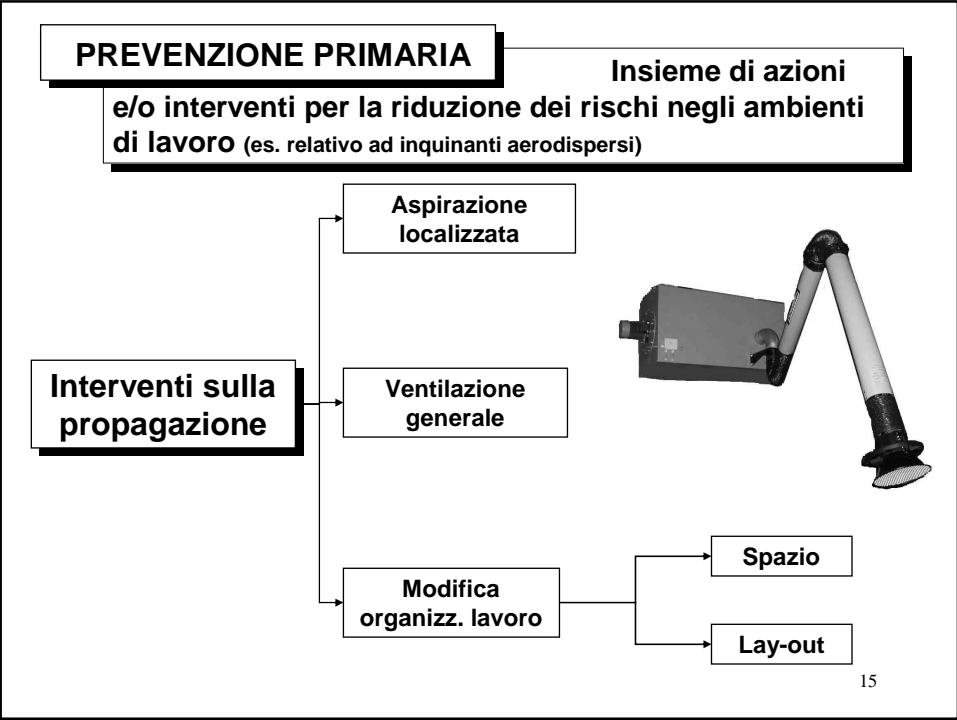 PREVENZIONE PRIMARIA
Insieme di azioni
e/o interventi per la riduzione dei rischi negli ambienti
di lavoro (es. relativo ad inquinanti aerodispersi)
Aspirazione
localizzata
Interventi sulla
propagazione
Ventilazione
generale
Modifica
organizz. lavoro
Spazio
Lay-out
15